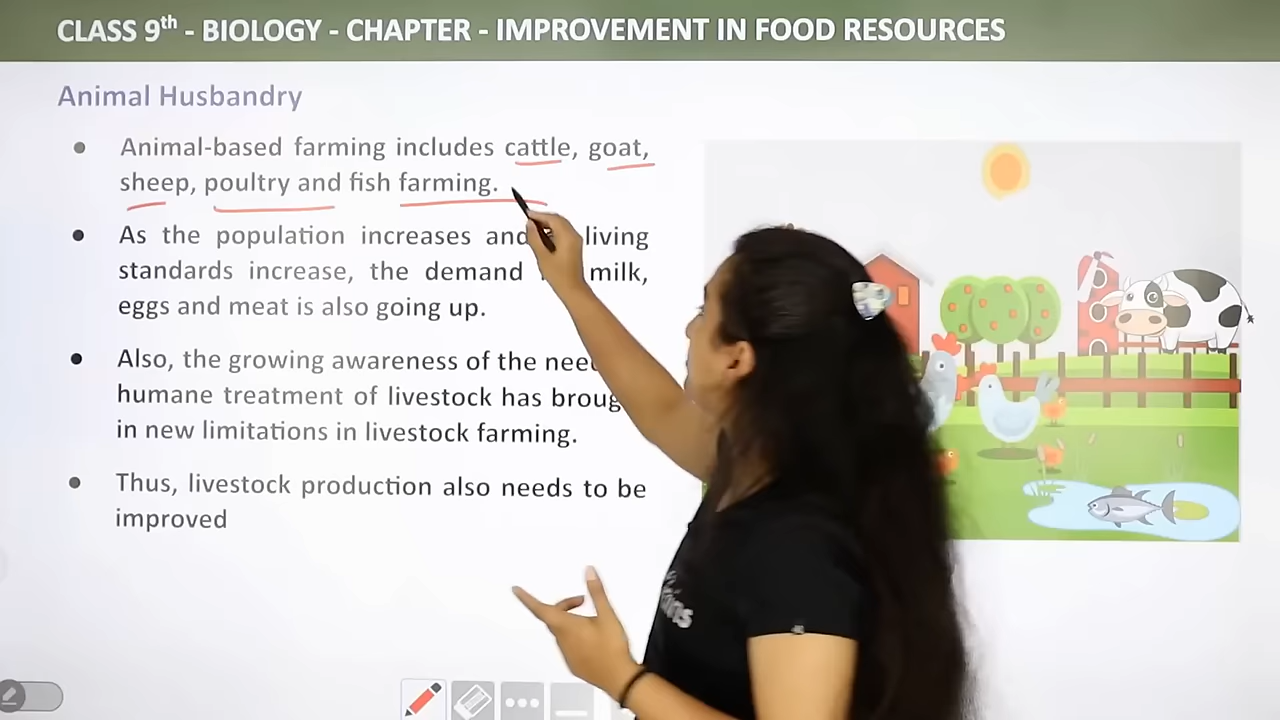 CLASS 9th - BIOLOGY - CHAPTER - IMPROVEMENT IN FOOD RESOURCES
Animal Husbandry
• Animal-based farming includes cattle, goat,
sheep, poultry and fish farming.
• As the population increases and living
standards increase, the demand milk,
eggs and meat is also going up.
• Also, the growing awareness of the
humane treatment of livestock has
in new limitations in livestock farming.
• Thus, livestock production also needs to be
improved